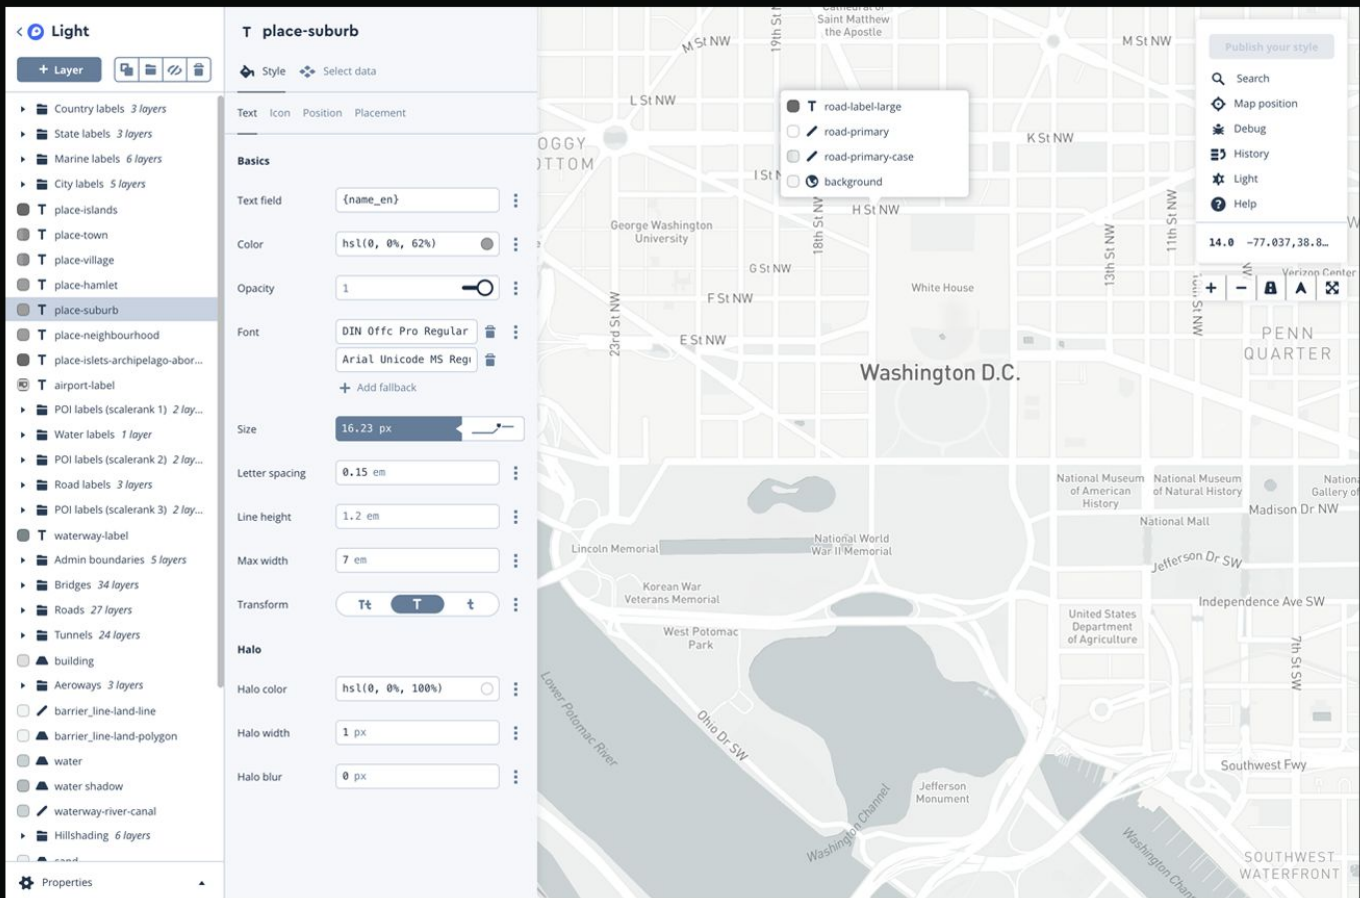 Light
+ Layer
Country labels 3 layers
State labels 3 layers
Marine labels 6 layers
City labels 5 layers
place-islands
place-town
place-village
place-hamlet
place-suburb
place-neighbourhood
place-islets-archipelago-abor...
airport-label
POI labels (scalerank 1) 2 lay...
Water labels 1 layer
POI labels (scalerank 2) 2 lay...
Road labels 3 layers
POI labels (scalerank 3) 2 lay...
waterway-label
Admin boundaries 5 layers
Bridges 34 layers
Roads 27 layers
Tunnels 24 layers
building
Aeroways 3 layers
barrier_line-land-line
barrier_line-land-polygon
water
water shadow
waterway-river-canal
Hillshading 6 layers
sand
Properties
T place-suburb
Style Select data
Text Icon Position Placement
Basics
Text field {name_en}
Color hsl(0, 0%, 62%)
Opacity 1
Font DIN Offc Pro Regular
Arial Unicode MS Regu
+ Add fallback
Size 16.23 px
Letter spacing 0.15 em
Line height 1.2 em
Max width 7 em
Transform Tt T t
Halo
Halo color hsl(0, 0%, 100%)
Halo width 1 px
Halo blur 0 px
Saint Matthew
the Apostle
19th St N
M St NW
M St NW
L St NW
K St NW
OGGY
OTTOM
I St N
road-label-large
road-primary
road-primary-case
background
H St NW
18th St NW
George Washington
University
G St NW
F St NW
E St NW
23rd St NW
White House
Washington D.C.
13th St NW
11th St NW
Publish your style
Search
Map position
Debug
History
Light
Help
14.0 -77.037,38.8...
Verizon Center
St NW
PENN
QUARTER
National Museum
of American
History
National Museum
of Natural History
Nationa
Gallery of
Madison Dr NW
National Mall
Jefferson Dr SW
Independence Ave SW
Lincoln Memorial
National World
War II Memorial
Korean War
Veterans Memorial
West Potomac
Park
United States
Department
of Agriculture
7th St SW
Lower Potomac River
Ohio Dr SW
Southwest Fwy
Jefferson
Monument
Washington Channel
Washington Chann
SOUTHWEST
WATERFRONT